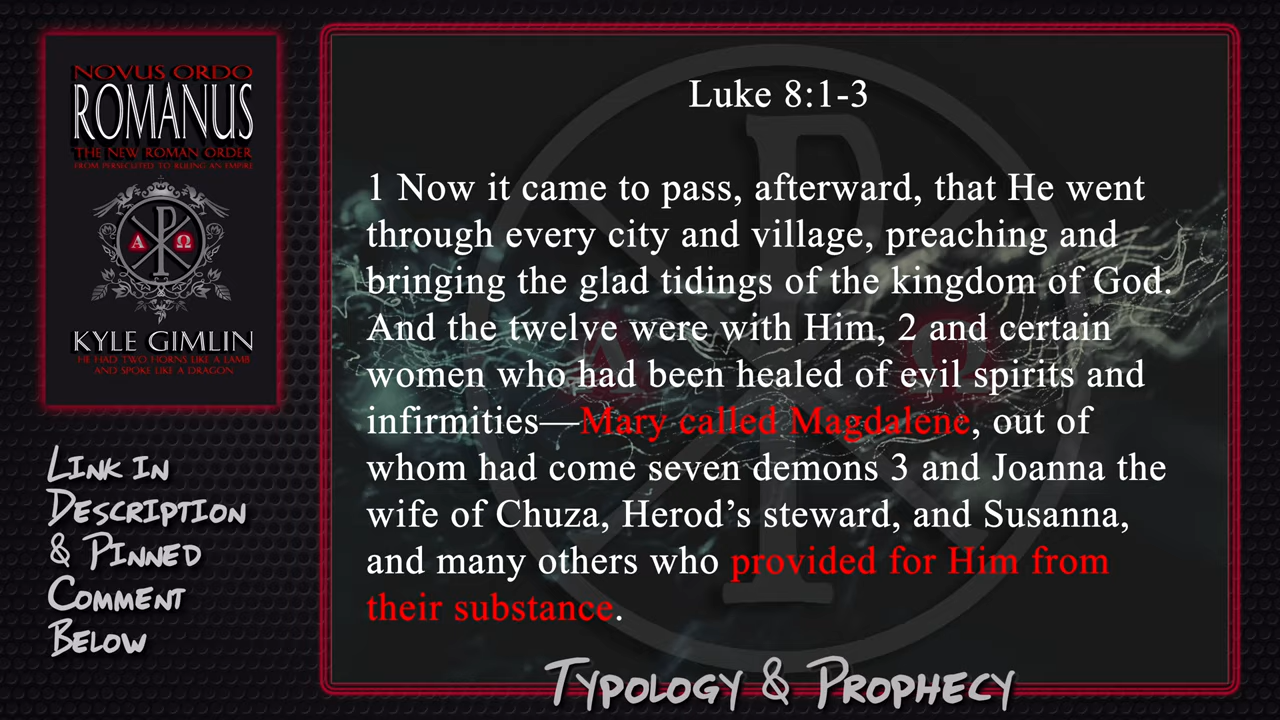 NOVUS ORDO
ROMANUS
THE NEW ROMAN ORDER
FROM PERSECUTED TO RULING AN EMPIRE
Α Ω
KYLE GIMLIN
HE HAD TWO HORNS LIKE A LAMB
AND SPOKE LIKE A DRAGON
LINK IN
DESCRIPTION
& PINNED
COMMENT
BELOW
Luke 8:1-3
1 Now it came to pass, afterward, that He went
through every city and village, preaching and
bringing the glad tidings of the kingdom of God.
And the twelve were with Him, 2 and certain
women who had been healed of evil spirits and
infirmities—Mary called Magdalene, out of
whom had come seven demons 3 and Joanna the
wife of Chuza, Herod’s steward, and Susanna,
and many others who provided for Him from
their substance.
TYPOLOGY & PROPHECY